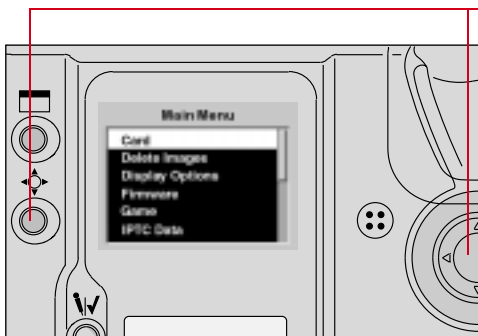 Main Menu
Card
Delete Images
Display Options
Firmware
Game
IPTC Data